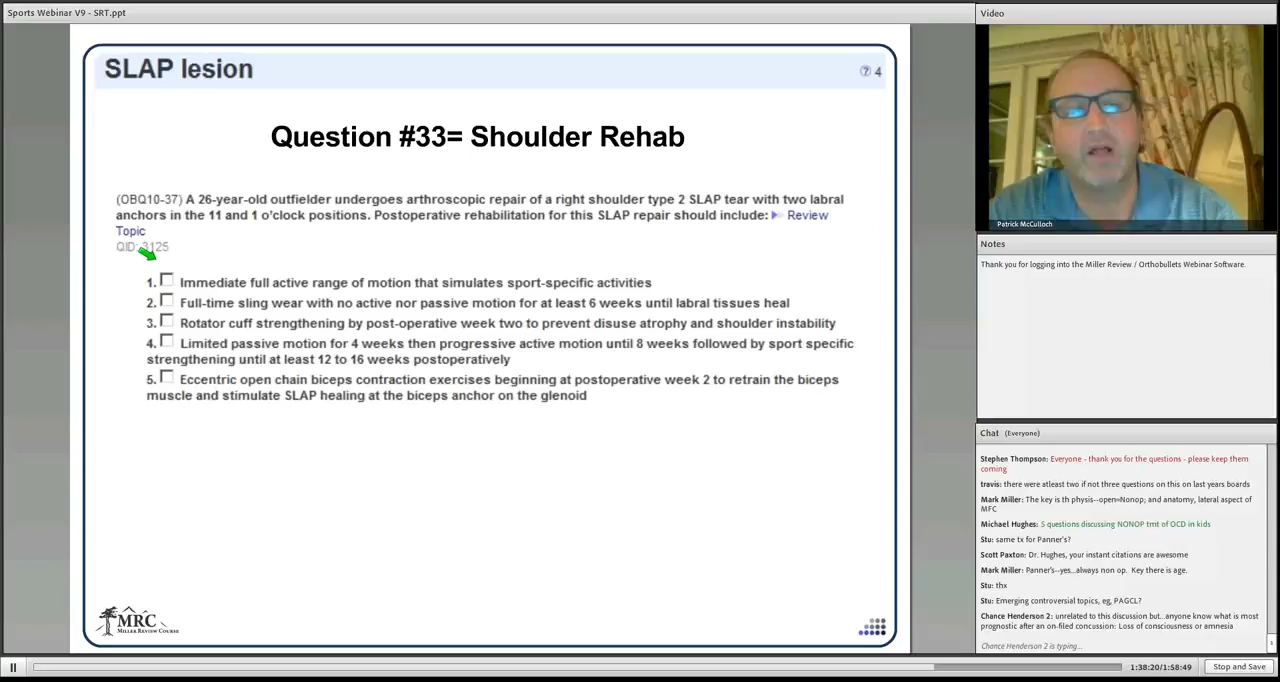 Sports Webinar V9 - SRT.ppt
SLAP lesion
? 4
Question #33= Shoulder Rehab
(OBQ10-37) A 26-year-old outfielder undergoes arthroscopic repair of a right shoulder type 2 SLAP tear with two labral
anchors in the 11 and 1 o'clock positions. Postoperative rehabilitation for this SLAP repair should include: Review
Topic
QID: 3125
1. Immediate full active range of motion that simulates sport-specific activities
2. Full-time sling wear with no active nor passive motion for at least 6 weeks until labral tissues heal
3. Rotator cuff strengthening by post-operative week two to prevent disuse atrophy and shoulder instability
4. Limited passive motion for 4 weeks then progressive active motion until 8 weeks followed by sport specific
strengthening until at least 12 to 16 weeks postoperatively
5. Eccentric open chain biceps contraction exercises beginning at postoperative week 2 to retrain the biceps
muscle and stimulate SLAP healing at the biceps anchor on the glenoid
MRC
MILLER REVIEW COURSE
Video
Patrick McCulloch
Notes
Thank you for logging into the Miller Review / Orthobullets Webinar Software.
Chat (Everyone)
Stephen Thompson: Everyone - thank you for the questions - please keep them
coming
travis: there were atleast two if not three questions on this on last years boards
Mark Miller: The key is th physis--open=Nonop; and anatomy, lateral aspect of
MFC
Michael Hughes: 5 questions discussing NONOP tmt of OCD in kids
Stu: same tx for Panner's?
Scott Paxton: Dr. Hughes, your instant citations are awesome
Mark Miller: Panner's--yes...always non op. Key there is age.
Stu: thx
Stu: Emerging controversial topics, eg, PAGCL?
Chance Henderson 2: unrelated to this discussion but...anyone know what is most
prognostic after an on-filed concussion: Loss of consciousness or amnesia
Chance Henderson 2 is typing...
1:38:20/1:58:49
Stop and Save